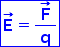 E⃗ = F⃗ / q